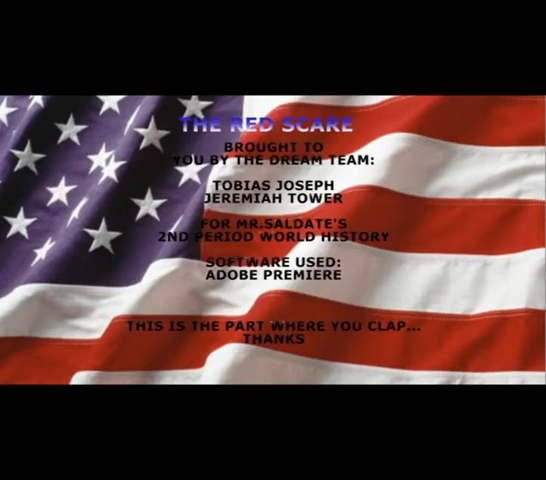 THE RED SCARE
BROUGHT TO
YOU BY THE DREAM TEAM:
TOBIAS JOSEPH
JEREMIAH TOWER
FOR MR.SALDATE'S
2ND PERIOD WORLD HISTORY
SOFTWARE USED:
ADOBE PREMIERE
THIS IS THE PART WHERE YOU CLAP...
THANKS